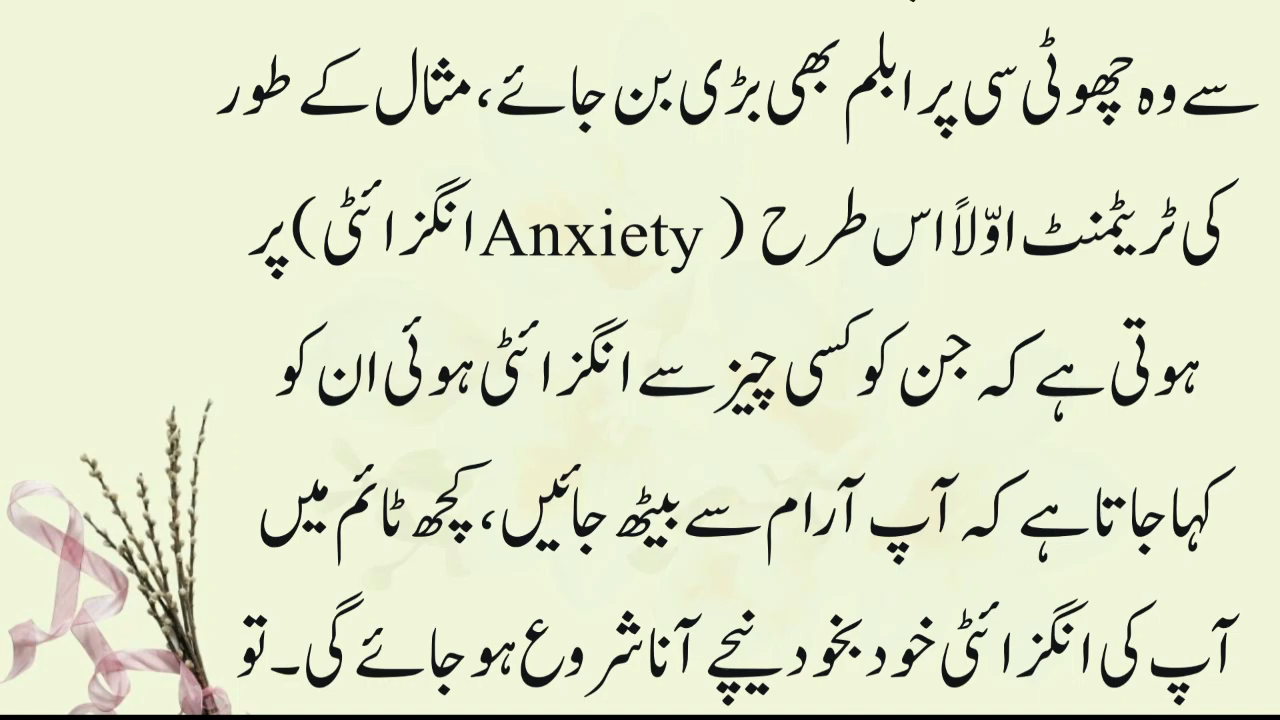 سے وہ چھوٹی سی پرابلم بھی بڑی بن جائے، مثال کے طور
پر (انگزائٹی Anxiety) کی ٹریٹمنٹ اوّلاً اس طرح
ہوتی ہے کہ جن کو کسی چیز سے انگزائٹی ہوئی ان کو
کہا جاتا ہے کہ آپ آرام سے بیٹھ جائیں، کچھ ٹائم میں
آپ کی انگزائٹی خود بخود نیچے آنا شروع ہو جائے گی۔ تو